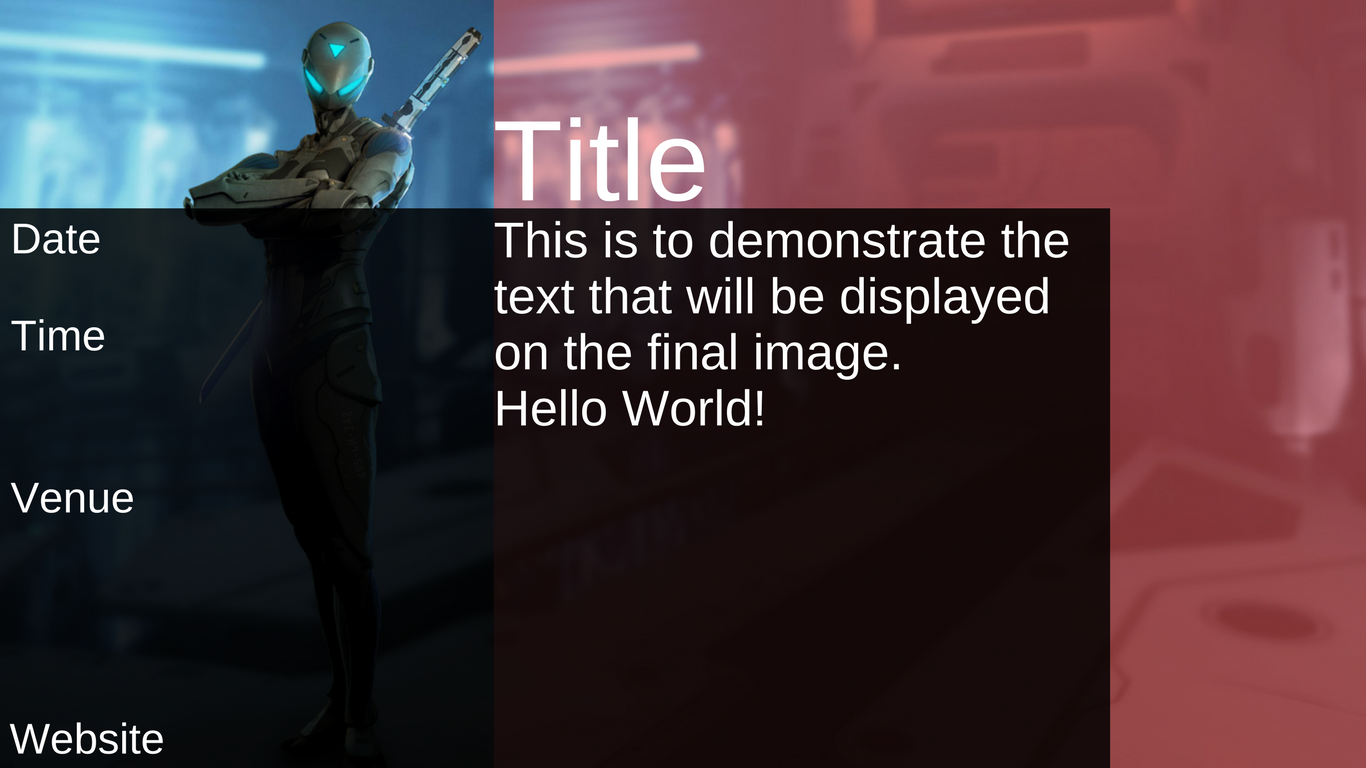 Title
Date
Time
Venue
Website
This is to demonstrate the
text that will be displayed
on the final image.
Hello World!